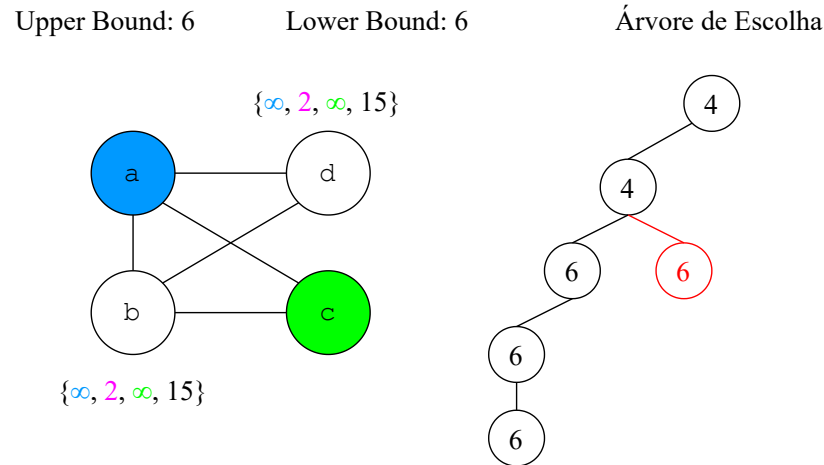 Upper Bound: 6 Lower Bound: 6 Árvore de Escolha
{∞, 2, ∞, 15}
4
a d
4
6 6
b c
6
{∞, 2, ∞, 15}
6